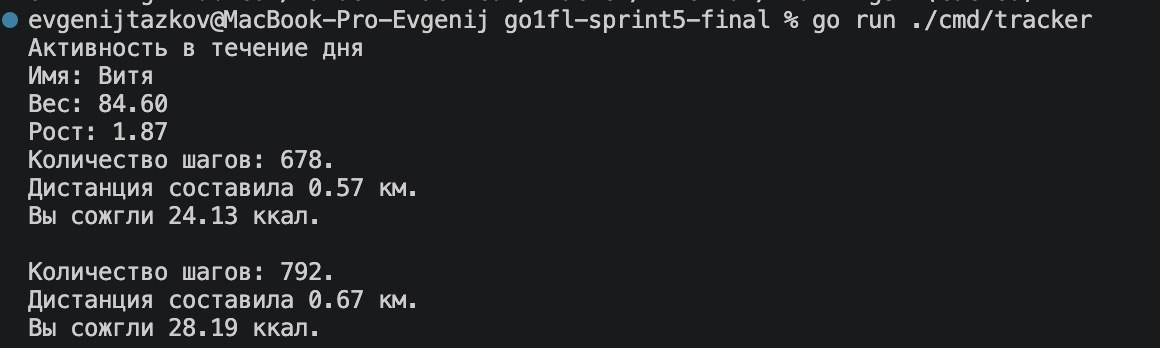 evgenijtazkov@MacBook-Pro-Evgenij go1fl-sprint5-final % go run ./cmd/tracker
Активность в течение дня
Имя: Витя
Вес: 84.60
Рост: 1.87
Количество шагов: 678.
Дистанция составила 0.57 км.
Вы сожгли 24.13 ккал.
Количество шагов: 792.
Дистанция составила 0.67 км.
Вы сожгли 28.19 ккал.